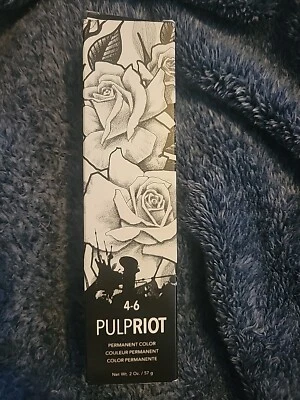 4-6
PULPRIOT
PERMANENT COLOR
COULEUR PERMANENT
COLOR PERMANENTE
Net Wt. 2 Oz. / 57 g